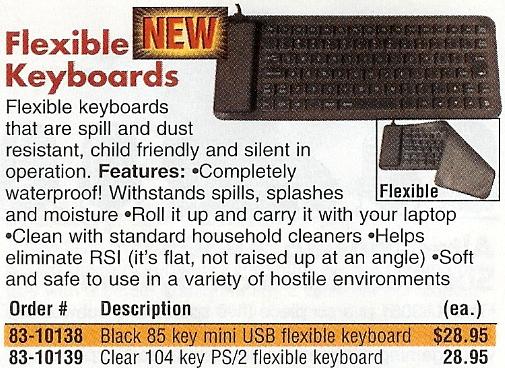 Flexible NEW
Keyboards
Flexible keyboards
that are spill and dust
resistant, child friendly and silent in
operation. Features: •Completely
waterproof! Withstands spills, splashes
and moisture •Roll it up and carry it with your laptop
•Clean with standard household cleaners •Helps
eliminate RSI (it's flat, not raised up at an angle) •Soft
and safe to use in a variety of hostile environments
Flexible
Order # Description (ea.)
83-10138 Black 85 key mini USB flexible keyboard $28.95
83-10139 Clear 104 key PS/2 flexible keyboard 28.95